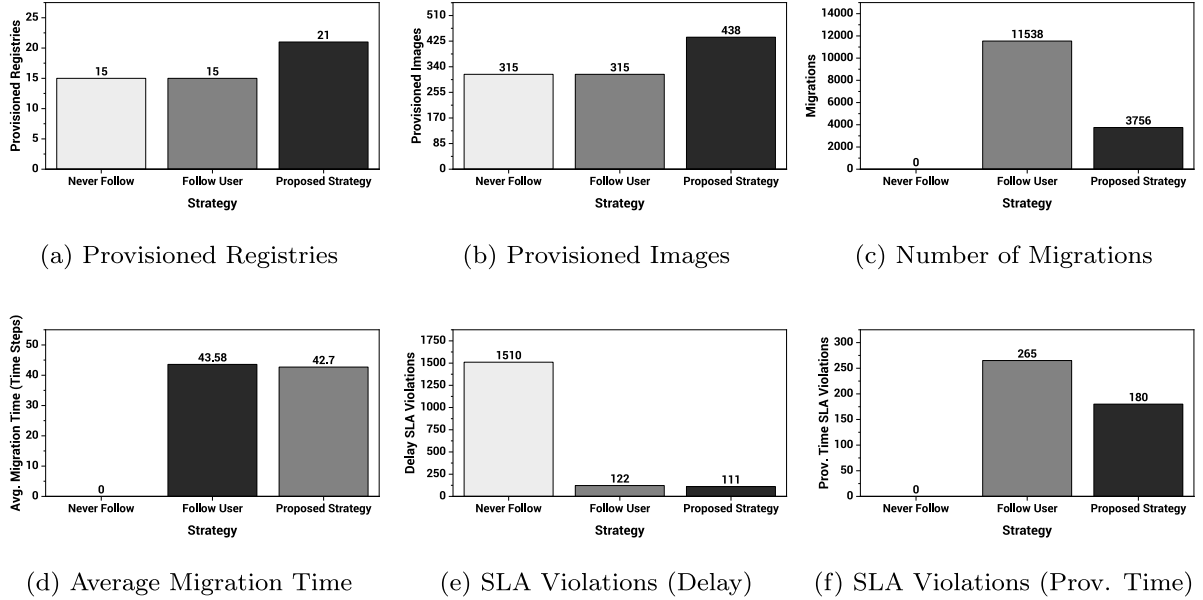 Provisioned Registries
25
20
15
10
5
0
15
15
21
Never Follow
Follow User
Proposed Strategy
Strategy
(a) Provisioned Registries
Provisioned Images
510
425
340
255
170
85
0
315
315
438
Never Follow
Follow User
Proposed Strategy
Strategy
(b) Provisioned Images
Migrations
14000
12000
10000
8000
6000
4000
2000
0
0
11538
3756
Never Follow
Follow User
Proposed Strategy
Strategy
(c) Number of Migrations
Avg. Migration Time (Time Steps)
50
40
30
20
10
0
0
43.58
42.7
Never Follow
Follow User
Proposed Strategy
Strategy
(d) Average Migration Time
Delay SLA Violations
1750
1500
1250
1000
750
500
250
0
1510
122
111
Never Follow
Follow User
Proposed Strategy
Strategy
(e) SLA Violations (Delay)
Prov. Time SLA Violations
300
250
200
150
100
50
0
0
265
180
Never Follow
Follow User
Proposed Strategy
Strategy
(f) SLA Violations (Prov. Time)